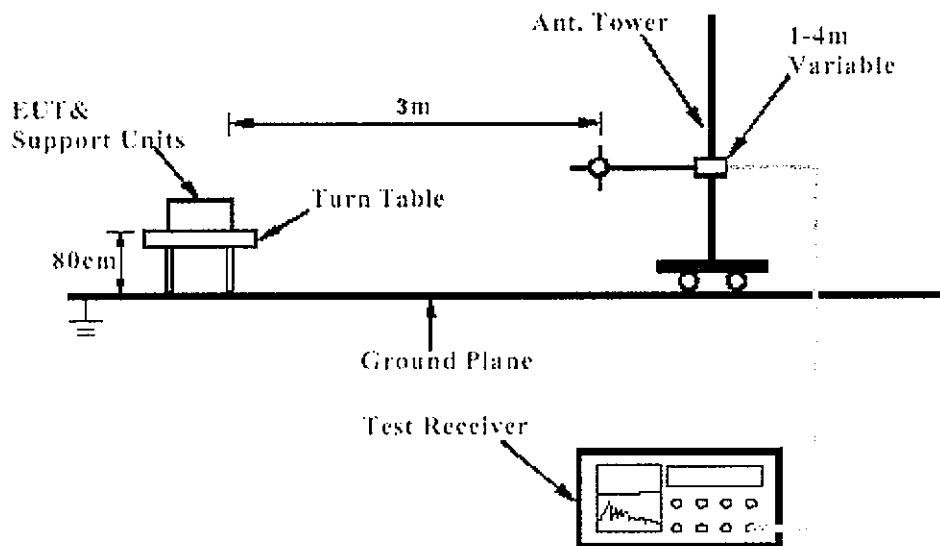 Ant. Tower
1-4m
Variable
3m
EUT&
Support Units
Turn Table
80cm
Ground Plane
Test Receiver